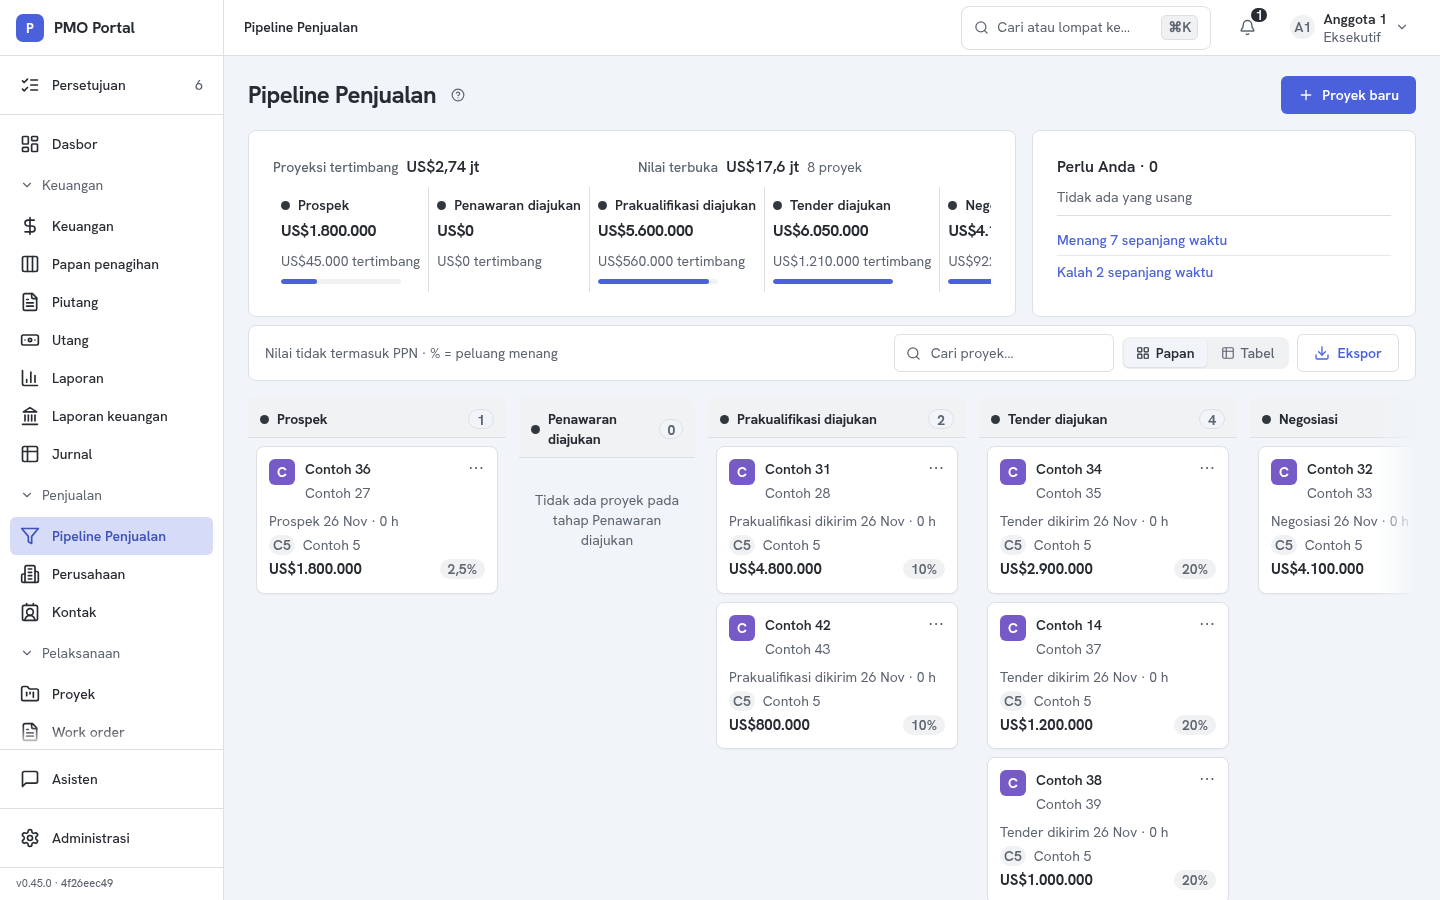 P PMO Portal
Pipeline Penjualan
Cari atau lompat ke... ⌘K
1
A1 Anggota 1
Eksekutif
Persetujuan 6
Dasbor
Keuangan
Keuangan
Papan penagihan
Piutang
Utang
Laporan
Laporan keuangan
Jurnal
Penjualan
Pipeline Penjualan
Perusahaan
Kontak
Pelaksanaan
Proyek
Work order
Asisten
Administrasi
v0.45.0 · 4f26eec49
Pipeline Penjualan
Proyek baru
Proyeksi tertimbang US$2,74 jt
Nilai terbuka US$17,6 jt 8 proyek
Prospek
US$1.800.000
US$45.000 tertimbang
Penawaran diajukan
US$0
US$0 tertimbang
Prakualifikasi diajukan
US$5.600.000
US$560.000 tertimbang
Tender diajukan
US$6.050.000
US$1.210.000 tertimbang
Perlu Anda · 0
Tidak ada yang usang
Menang 7 sepanjang waktu
Kalah 2 sepanjang waktu
Nilai tidak termasuk PPN · % = peluang menang
Cari proyek...
Papan
Tabel
Ekspor
Prospek 1
C Contoh 36 ...
Contoh 27
Prospek 26 Nov · 0 h
C5 Contoh 5
US$1.800.000 2,5%
Penawaran
diajukan 0
Tidak ada proyek pada
tahap Penawaran
diajukan
Prakualifikasi diajukan 2
C Contoh 31 ...
Contoh 28
Prakualifikasi dikirim 26 Nov · 0 h
C5 Contoh 5
US$4.800.000 10%
C Contoh 42 ...
Contoh 43
Prakualifikasi dikirim 26 Nov · 0 h
C5 Contoh 5
US$800.000 10%
Tender diajukan 4
C Contoh 34 ...
Contoh 35
Tender dikirim 26 Nov · 0 h
C5 Contoh 5
US$2.900.000 20%
C Contoh 14 ...
Contoh 37
Tender dikirim 26 Nov · 0 h
C5 Contoh 5
US$1.200.000 20%
C Contoh 38 ...
Contoh 39
Tender dikirim 26 Nov · 0 h
C5 Contoh 5
US$1.000.000 20%
Negosiasi
C Contoh 32
Contoh 33
Negosiasi 26 Nov · 0 h
C5 Contoh 5
US$4.100.000